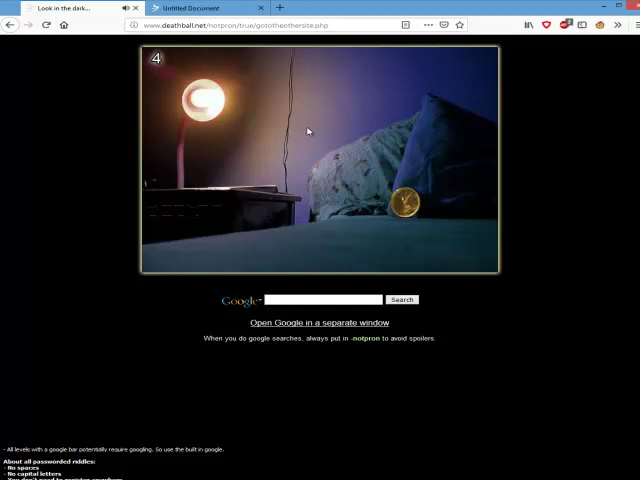 Look in the dark...
Untitled Document
www.deathball.net/notpron/true/gotofheothersite.php
4
Google™
Search
Open Google in a separate window
When you do google searches, always put in -notpron to avoid spoilers.
- All levels with a google bar potentially require googling. So use the built in google.
About all passworded riddles:
- No spaces
- No capital letters